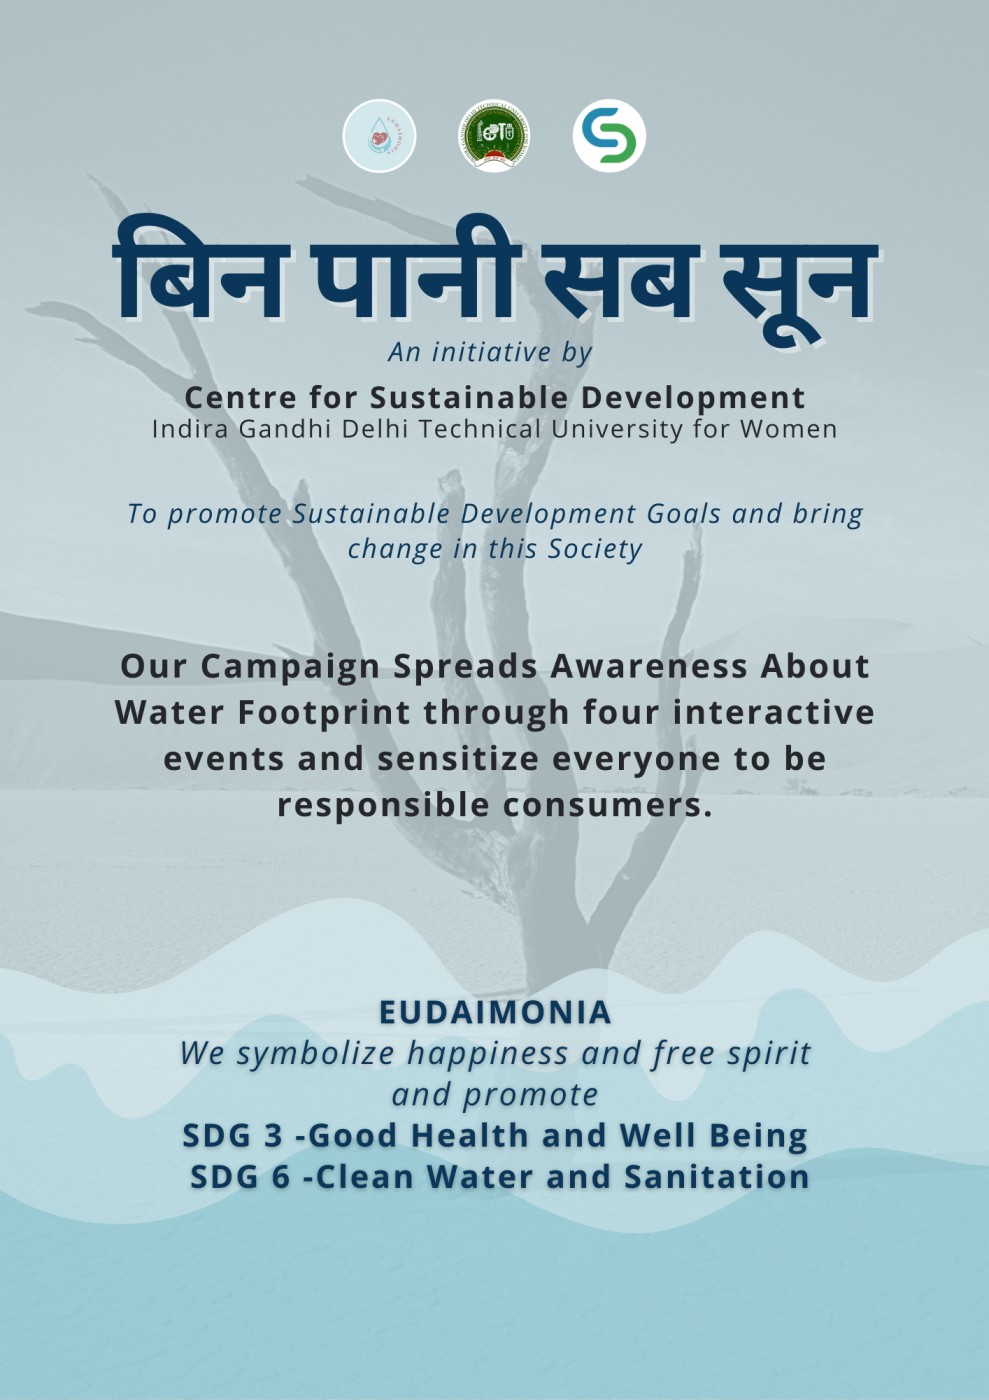 EUDAIMONIA
बिन पानी सब सून
An initiative by
Centre for Sustainable Development
Indira Gandhi Delhi Technical University for Women
To promote Sustainable Development Goals and bring
change in this Society
Our Campaign Spreads Awareness About
Water Footprint through four interactive
events and sensitize everyone to be
responsible consumers.
EUDAIMONIA
We symbolize happiness and free spirit
and promote
SDG 3 -Good Health and Well Being
SDG 6 -Clean Water and Sanitation